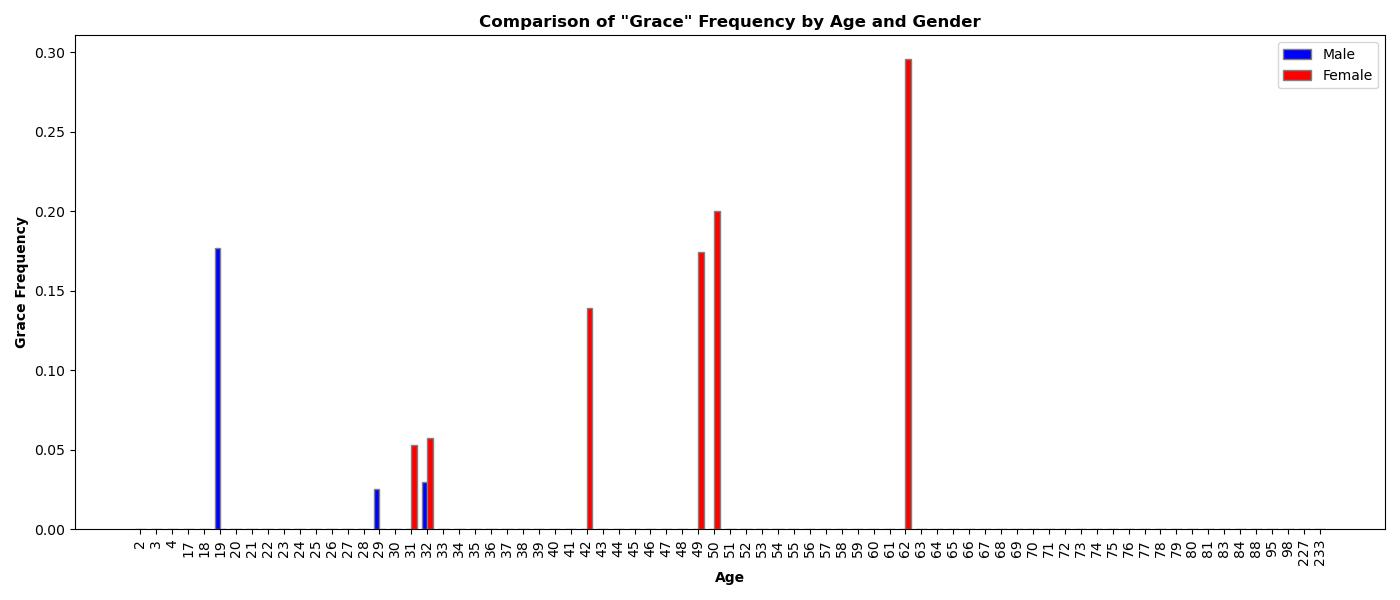 Comparison of "Grace" Frequency by Age and Gender
Male
Female
0.30
0.25
0.20
0.15
0.10
0.05
0.00
Grace Frequency
2 3 4 17 18 19 20 21 22 23 24 25 26 27 28 29 30 31 32 33 34 35 36 37 38 39 40 41 42 43 44 45 46 47 48 49 50 51 52 53 54 55 56 57 58 59 60 61 62 63 64 65 66 67 68 69 70 71 72 73 74 75 76 77 78 79 80 81 83 84 88 95 98 227 233
Age